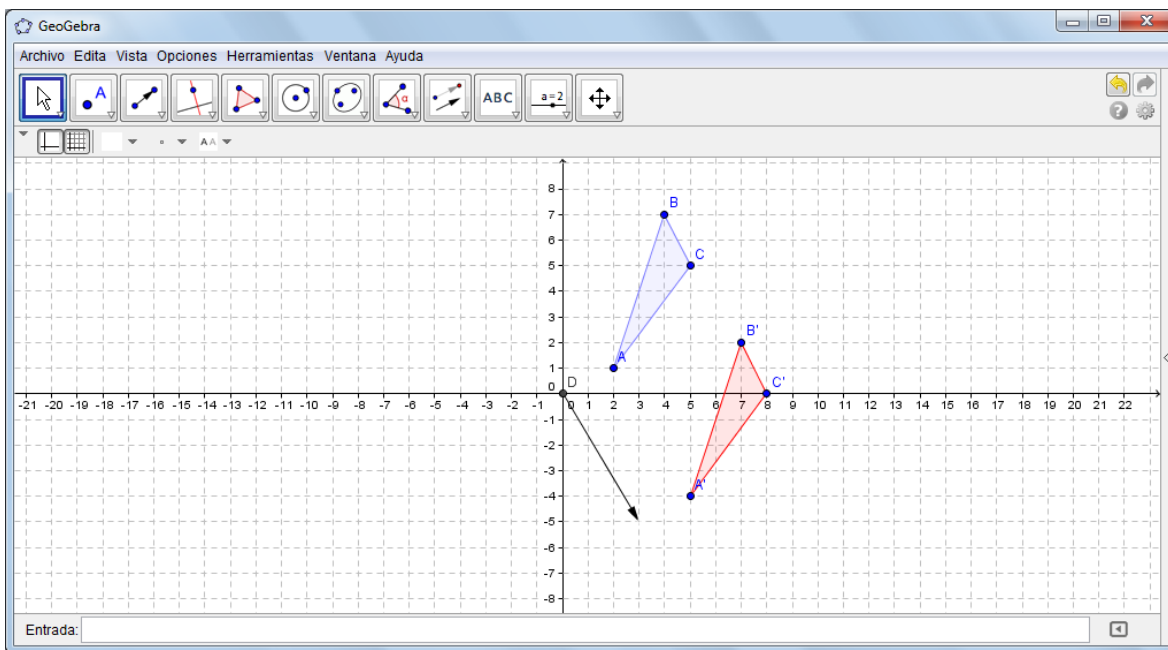 GeoGebra
Archivo Edita Vista Opciones Herramientas Ventana Ayuda
A α ABC a=2
A A
8
B
7
6
C
5
4
3
B'
2
A
1
0 D C'
-21 -20 -19 -18 -17 -16 -15 -14 -13 -12 -11 -10 -9 -8 -7 -6 -5 -4 -3 -2 -1 0 1 2 3 4 5 6 7 8 9 10 11 12 13 14 15 16 17 18 19 20 21 22
-1
-2
-3
A'
-4
-5
-6
-7
-8
Entrada: